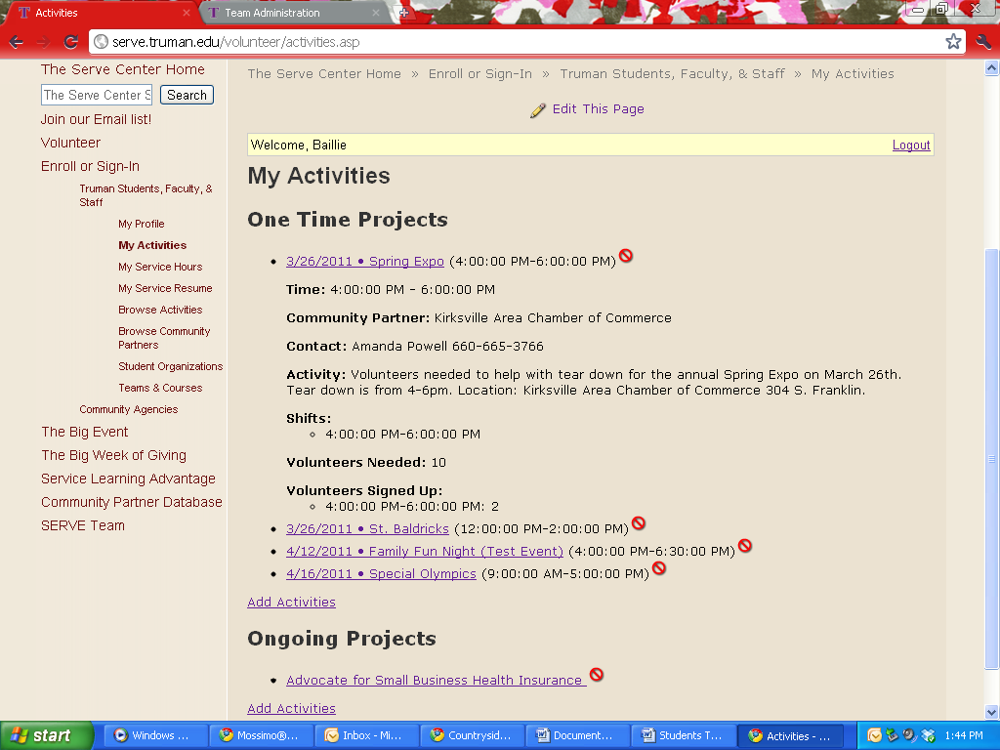 Activities
Team Administration
serve.truman.edu/volunteer/activities.asp
The Serve Center Home
The Serve Center S
Search
Join our Email list!
Volunteer
Enroll or Sign-In
Truman Students, Faculty, &
Staff
My Profile
My Activities
My Service Hours
My Service Resume
Browse Activities
Browse Community
Partners
Student Organizations
Teams & Courses
Community Agencies
The Big Event
The Big Week of Giving
Service Learning Advantage
Community Partner Database
SERVE Team
The Serve Center Home » Enroll or Sign-In » Truman Students, Faculty, & Staff » My Activities
Edit This Page
Welcome, Baillie Logout
My Activities
One Time Projects
• 3/26/2011 • Spring Expo (4:00:00 PM-6:00:00 PM)
Time: 4:00:00 PM - 6:00:00 PM
Community Partner: Kirksville Area Chamber of Commerce
Contact: Amanda Powell 660-665-3766
Activity: Volunteers needed to help with tear down for the annual Spring Expo on March 26th.
Tear down is from 4-6pm. Location: Kirksville Area Chamber of Commerce 304 S. Franklin.
Shifts:
4:00:00 PM-6:00:00 PM
Volunteers Needed: 10
Volunteers Signed Up:
4:00:00 PM-6:00:00 PM: 2
• 3/26/2011 • St. Baldricks (12:00:00 PM-2:00:00 PM)
• 4/12/2011 • Family Fun Night (Test Event) (4:00:00 PM-6:30:00 PM)
• 4/16/2011 • Special Olympics (9:00:00 AM-5:00:00 PM)
Add Activities
Ongoing Projects
• Advocate for Small Business Health Insurance
Add Activities
start
Windows ...
Mossimo®...
Inbox - Mi...
Countrysid...
Document...
Students T...
Activities - ...
1:44 PM